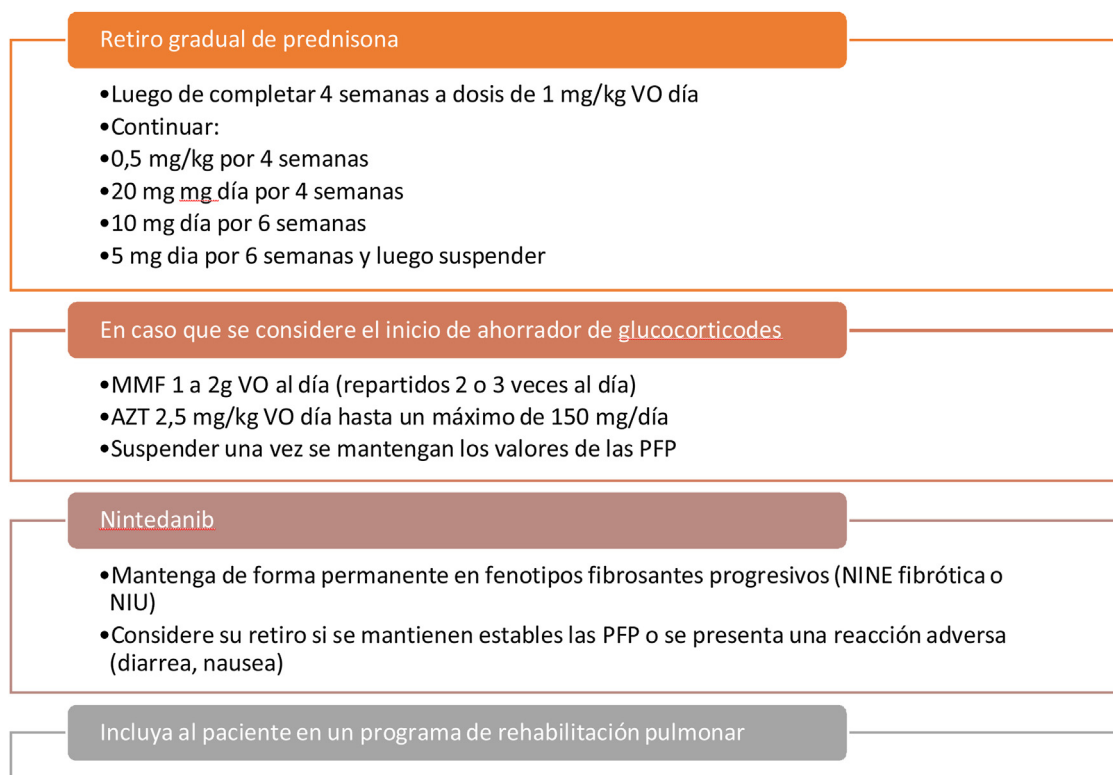 Retiro gradual de prednisona
•Luego de completar 4 semanas a dosis de 1 mg/kg VO día
•Continuar:
•0,5 mg/kg por 4 semanas
•20 mg mg día por 4 semanas
•10 mg día por 6 semanas
•5 mg dia por 6 semanas y luego suspender
En caso que se considere el inicio de ahorrador de glucocorticodes
•MMF 1 a 2g VO al día (repartidos 2 o 3 veces al día)
•AZT 2,5 mg/kg VO día hasta un máximo de 150 mg/día
•Suspender una vez se mantengan los valores de las PFP
Nintedanib
•Mantenga de forma permanente en fenotipos fibrosantes progresivos (NINE fibrótica o
NIU)
•Considere su retiro si se mantienen estables las PFP o se presenta una reacción adversa
(diarrea, nausea)
Incluya al paciente en un programa de rehabilitación pulmonar